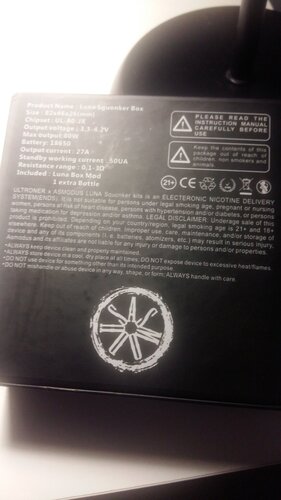 Product Name : Luna Squonker Box
Size : 82x46x25(mm)
Chipset : UL-80 JX
Output voltage : 3.3-4.2V
Max output: 80W
Battery : 18650
Output current : 27A
Standby working current : 50UA
Resistance range : 0.1-3Ω
Included : Luna Box Mod
1 extra Bottle
PLEASE READ THE
INSTRUCTION MANUAL
CAREFULLY BEFORE
USE
Keep the contents of this
package out of reach of
children, non smokers and
animals.
21+ CE
ULTRONER x ASMODUS LUNA Squonker kits is an ELECTERONIC NICOTINE DELIVERY
SYSTEM(ENDS). It is not suitable for persons under legal smoking age, pregnant or nursing
women, persons at risk of heart disease, persons with hypertension and/or diabetes, or persons
taking medication for depression and/or asthma. LEGAL DISCLAIMER: Underage sale of this
product is prohibited. Depending on your country/region, legal smoking age is 21+ and 18+
where. Keep out of reach of children. Improper use, care, maintenance, and/or storage of
device and any of its components (I.e. batteries, atomizers, etc.) may result in serious injury,
Asmodus and its affiliates are not liable for any injury or damage to persons and/or properties.
•ALWAYS keep device clean and properly maintained.
•ALWAYS store device in a cool, dry place at all times; DO NOT expose device to excessive heat/flames.
•DO NOT use device for something other than its intended purpose.
•DO NOT mishandle or abuse device in any way, shape, or form; ALWAYS handle with care.